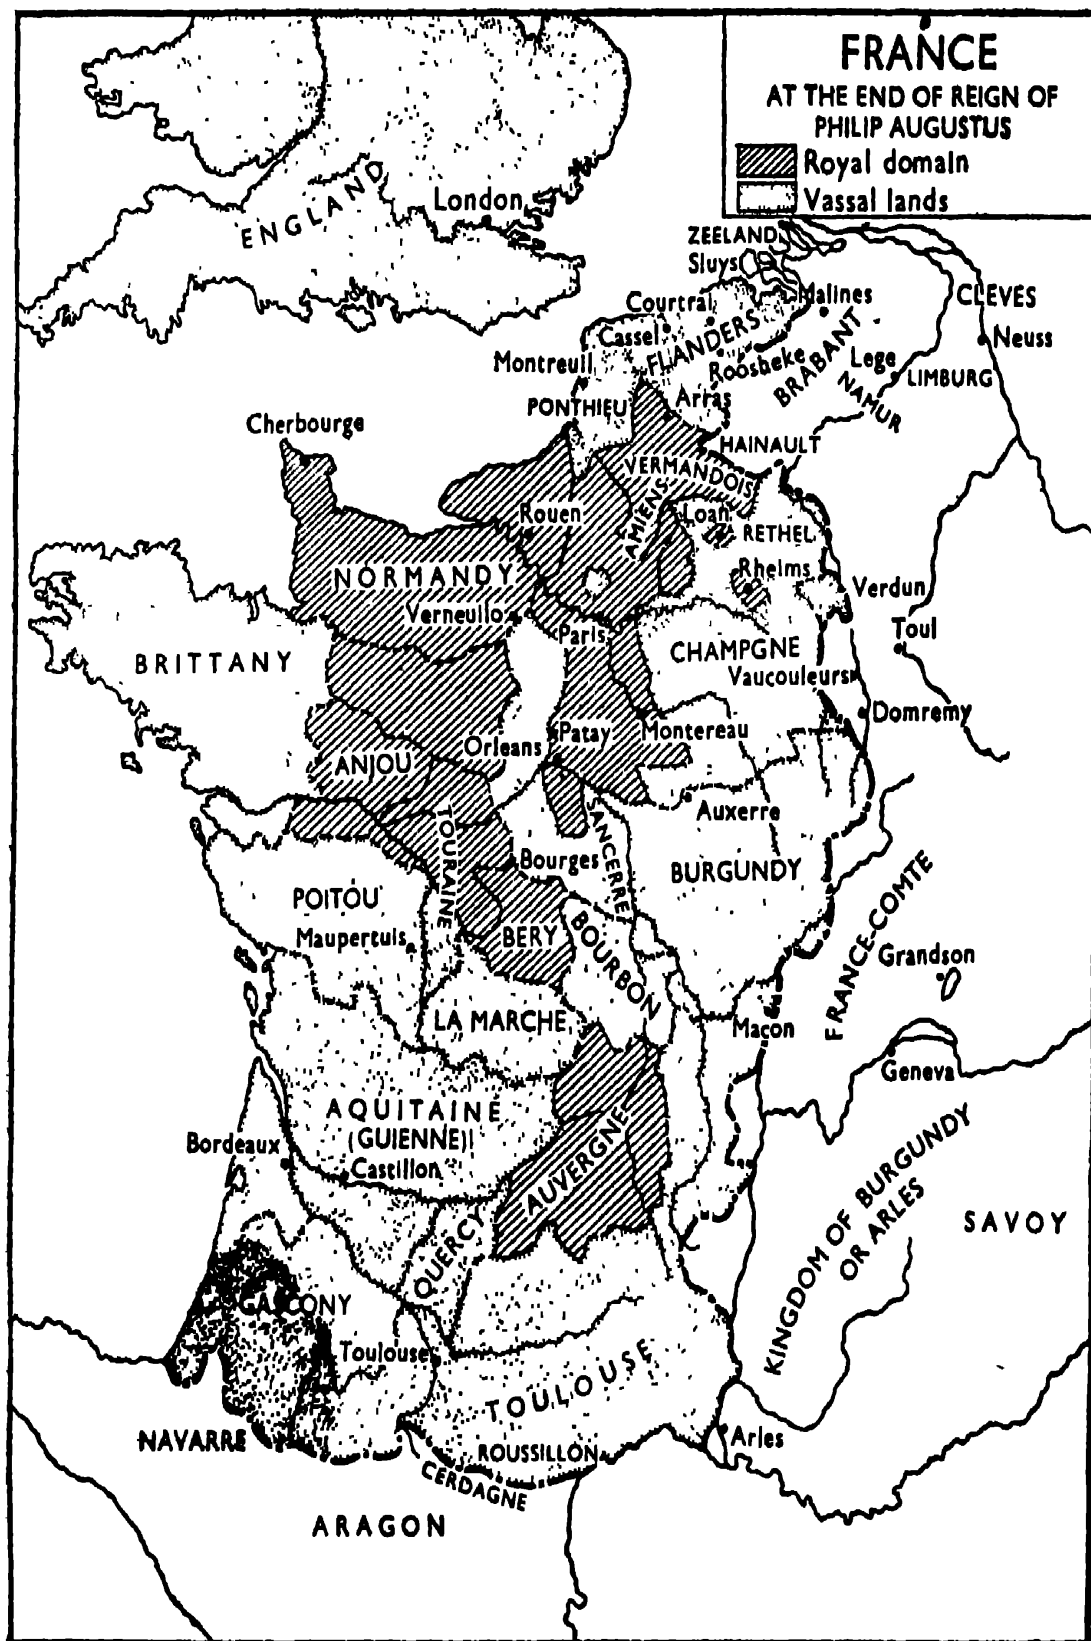 FRANCE
AT THE END OF REIGN OF
PHILIP AUGUSTUS
Royal domain
Vassal lands
ENGLAND
London
ZEELAND
Sluys
Malines
CLEVES
Courtral
Cassel
FLANDERS
Neuss
Montreuil
Roosbeke
BRABANT
Lege
LIMBURG
NAMUR
PONTHIEU
Arras
Cherbourge
HAINAULT
VERMANDOIS
AMIENS
Rouen
Loan
RETHEL
Rheims
NORMANDY
Verneuilo
Verdun
Paris
Toul
BRITTANY
CHAMPGNE
Vaucouleurs
Domremy
Patay
Montereau
Orleans
ANJOU
Auxerre
TOURAINE
SANCERRE
Bourges
BURGUNDY
POITOU
Maupertuis
BERY
BOURBON
FRANCE-COMTE
Grandson
LA MARCHE
Macon
Geneva
AQUITAINE
(GUIENNE)
Bordeaux
Castillon
AUVERGNE
KINGDOM OF BURGUNDY
OR ARLES
SAVOY
QUERCY
GASCONY
Toulouse
TOULOUSE
NAVARRE
ROUSSILLON
Arles
CERDAGNE
ARAGON